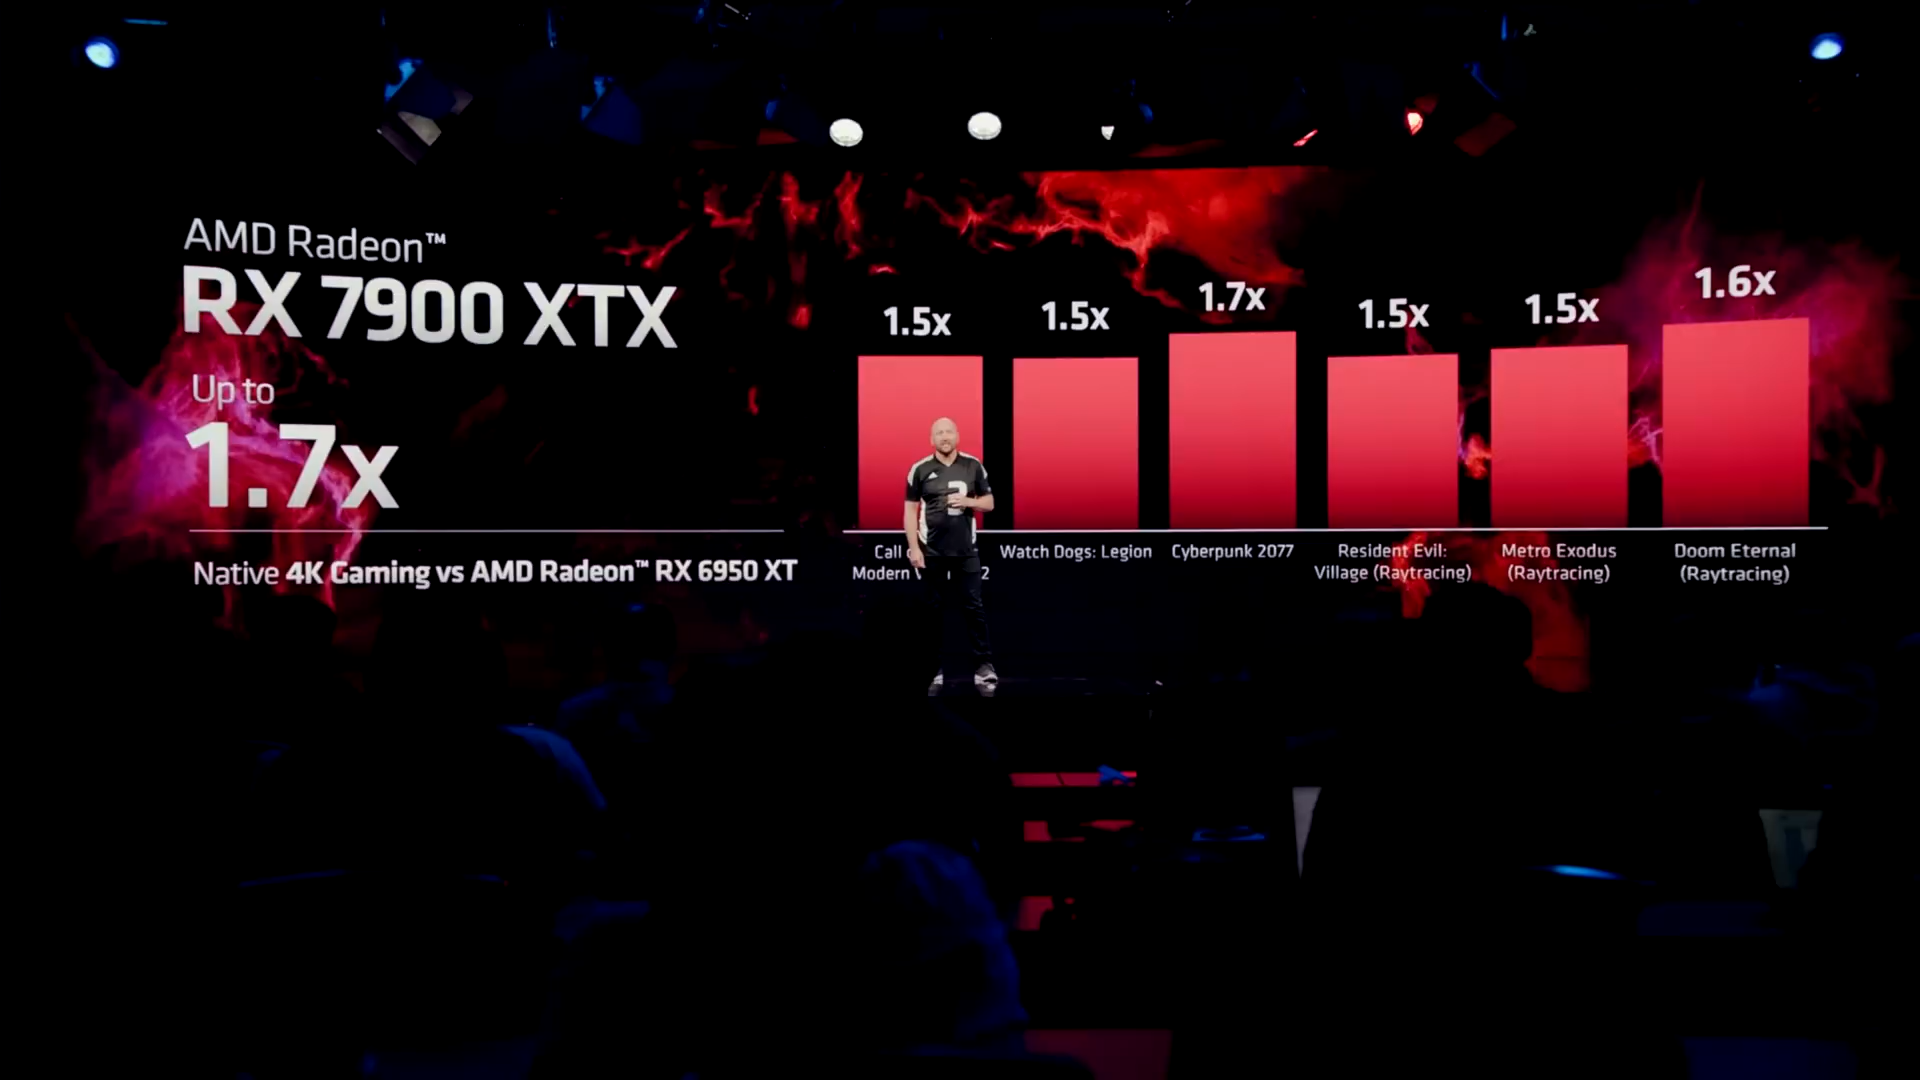 AMD Radeon™
RX 7900 XTX
Up to
1.7x
Native 4K Gaming vs AMD Radeon™ RX 6950 XT
1.5x
1.5x
1.7x
1.5x
1.5x
1.6x
Call
Modern 2
Watch Dogs: Legion
Cyberpunk 2077
Resident Evil:
Village (Raytracing)
Metro Exodus
(Raytracing)
Doom Eternal
(Raytracing)